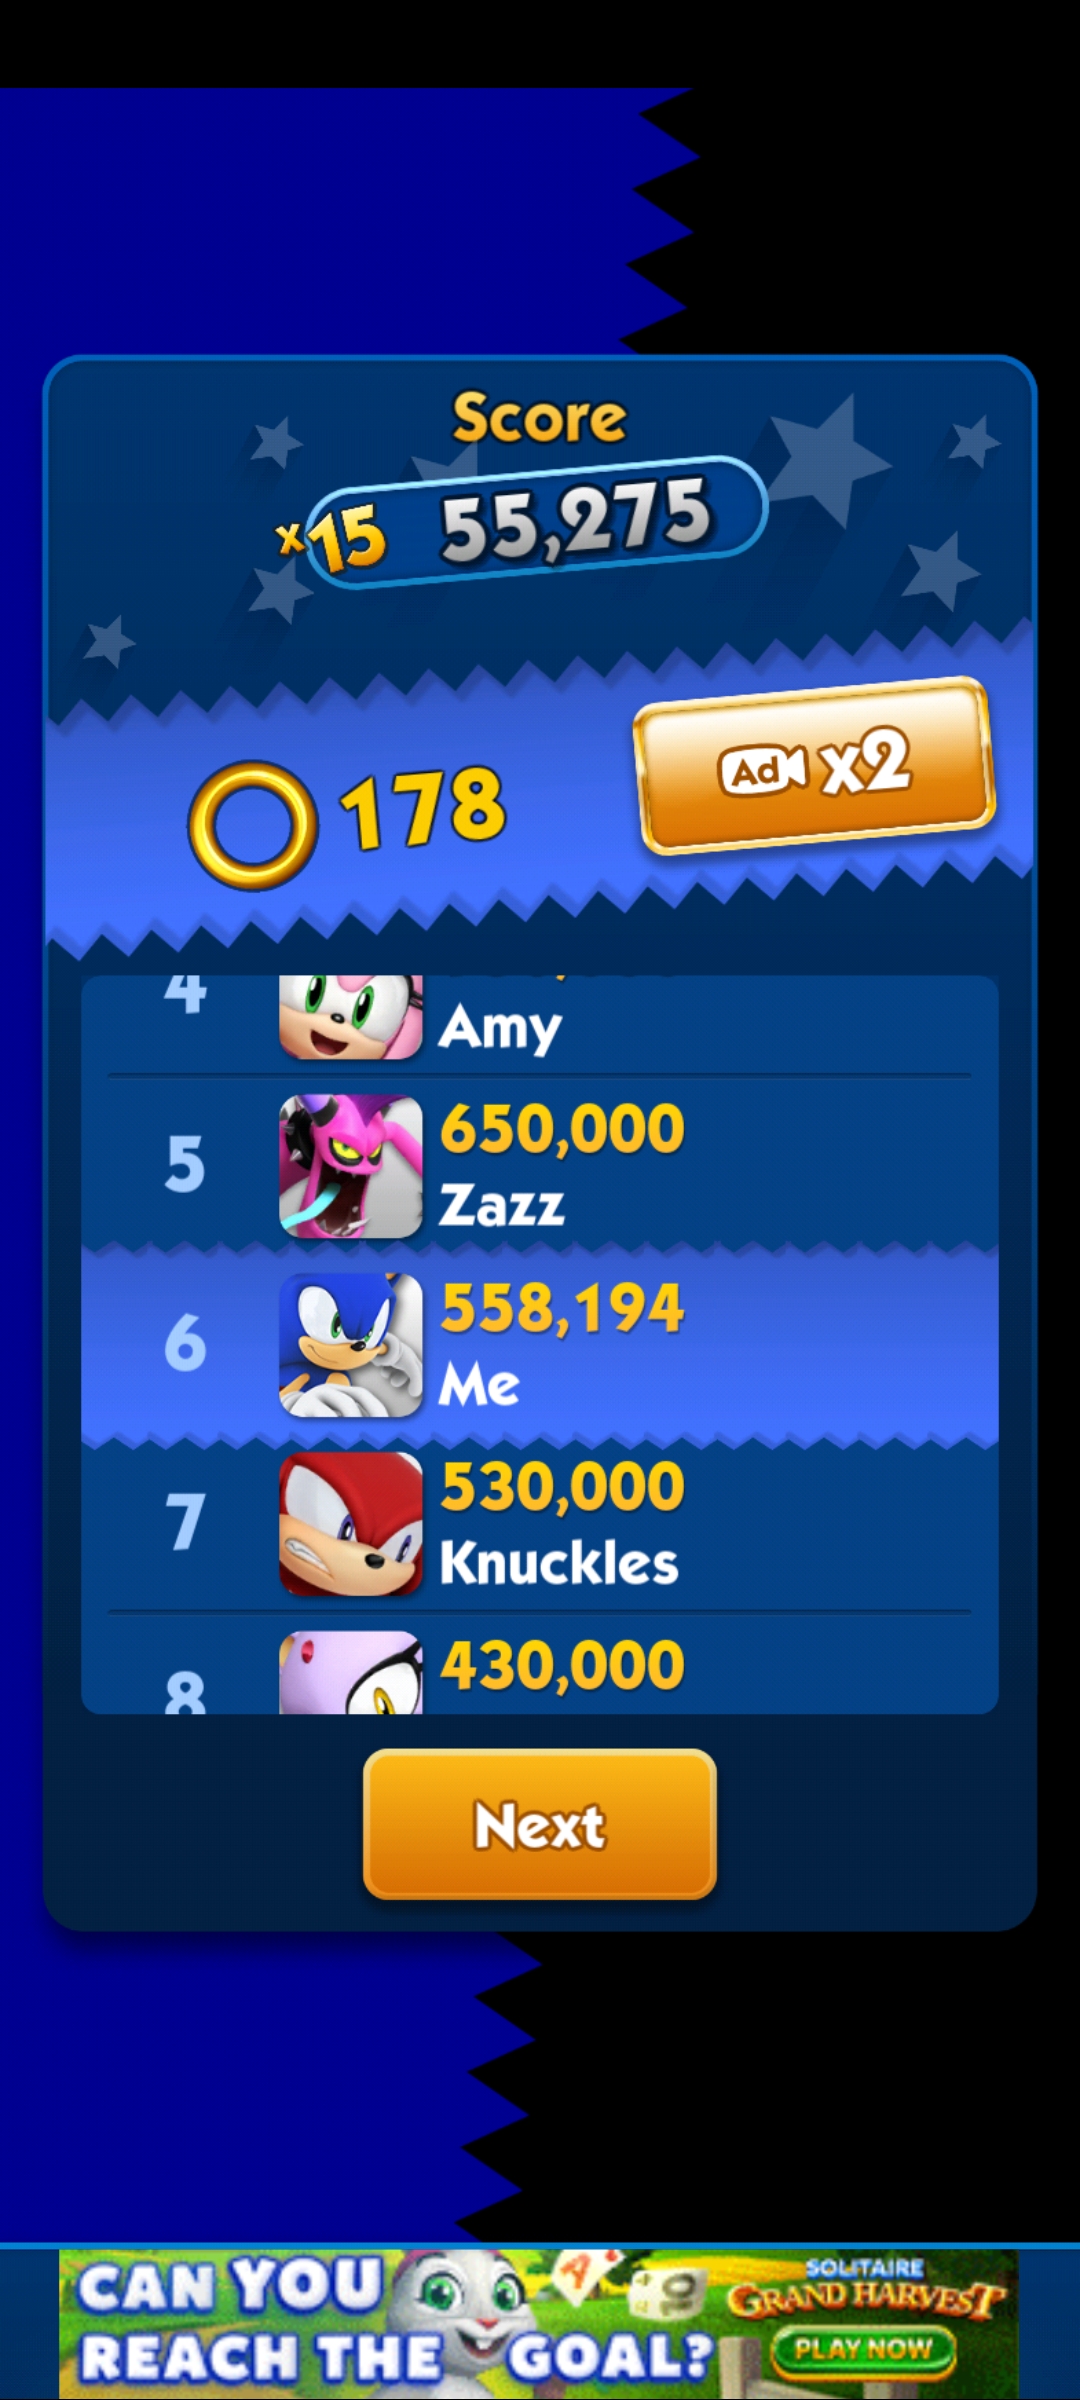 Score
x15 55,275
178
Ad x2
4
Amy
5
650,000
Zazz
6
558,194
Me
7
530,000
Knuckles
8
430,000
Next
CAN YOU
REACH THE GOAL?
A
SOLITAIRE
GRAND HARVEST
PLAY NOW